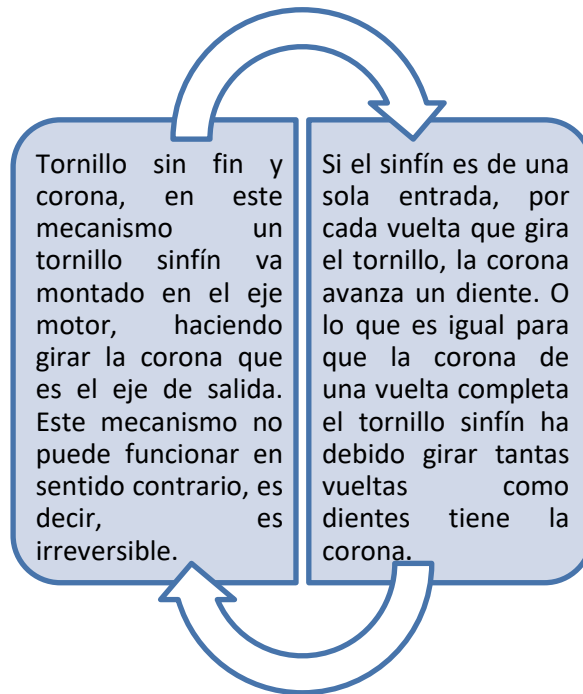 Tornillo sin fin y
corona, en este
mecanismo un
tornillo sinfín va
montado en el eje
motor, haciendo
girar la corona que
es el eje de salida.
Este mecanismo no
puede funcionar en
sentido contrario, es
decir, es
irreversible.
Si el sinfín es de una
sola entrada, por
cada vuelta que gira
el tornillo, la corona
avanza un diente. O
lo que es igual para
que la corona de
una vuelta completa
el tornillo sinfín ha
debido girar tantas
vueltas como
dientes tiene la
corona.